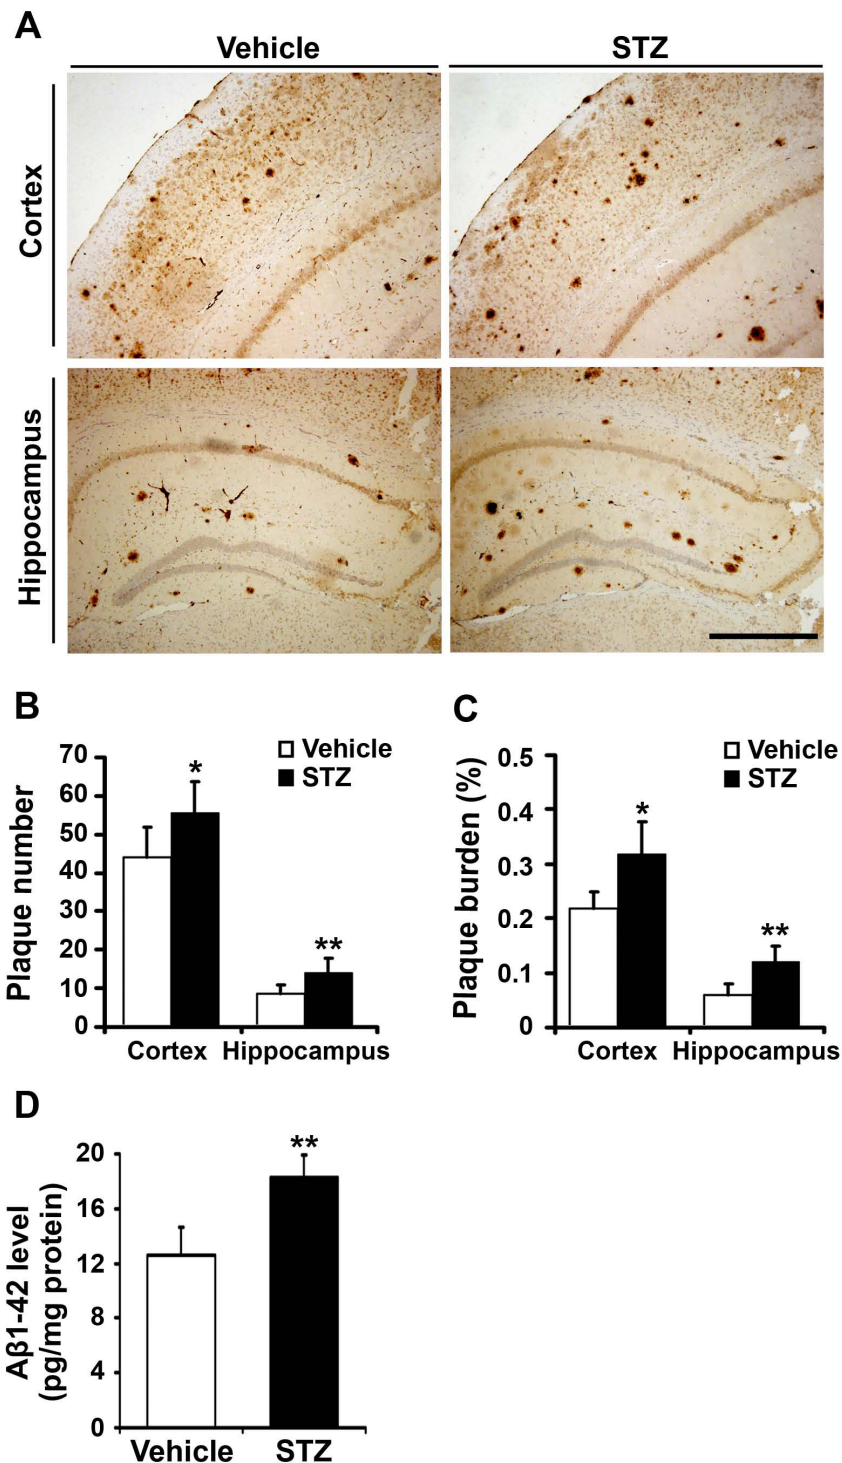 A
Vehicle STZ
Cortex
Hippocampus
B
Plaque number
70
60
50
40
30
20
10
0
Vehicle
STZ
*
**
Cortex Hippocampus
C
Plaque burden (%)
0.5
0.4
0.3
0.2
0.1
0
Vehicle
STZ
*
**
Cortex Hippocampus
D
Aβ1-42 level
(pg/mg protein)
20
16
12
8
4
0
**
Vehicle STZ